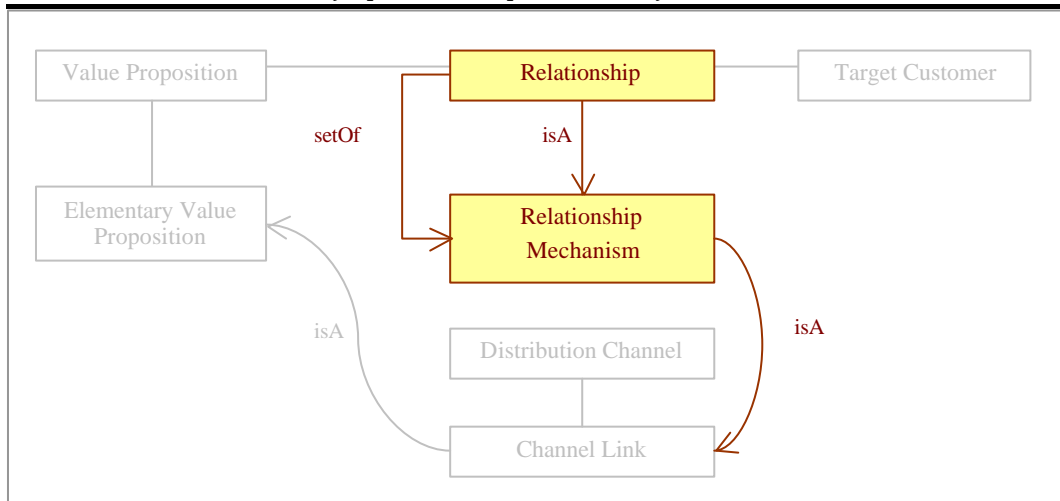 Value Proposition
Relationship
Target Customer
setOf
isA
Elementary Value
Proposition
Relationship
Mechanism
isA
isA
Distribution Channel
Channel Link